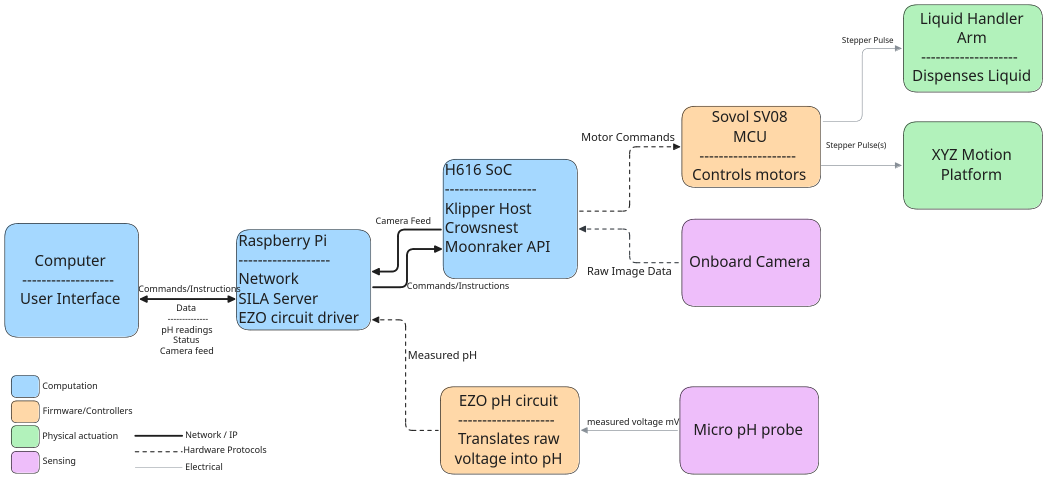 Liquid Handler
Arm
--------------------
Dispenses Liquid
Stepper Pulse
Sovol SV08
MCU
--------------------
Controls motors
Motor Commands
Stepper Pulse(s)
XYZ Motion
Platform
H616 SoC
-------------------
Klipper Host
Crowsnest
Moonraker API
Camera Feed
Commands/Instructions
Raw Image Data
Onboard Camera
Computer
-------------------
User Interface
Commands/Instructions
Data
--------------
pH readings
Status
Camera feed
Raspberry Pi
-------------------
Network
SILA Server
EZO circuit driver
Measured pH
EZO pH circuit
--------------------
Translates raw
voltage into pH
measured voltage mV
Micro pH probe
Computation
Firmware/Controllers
Physical actuation
Sensing
Network / IP
Hardware Protocols
Electrical